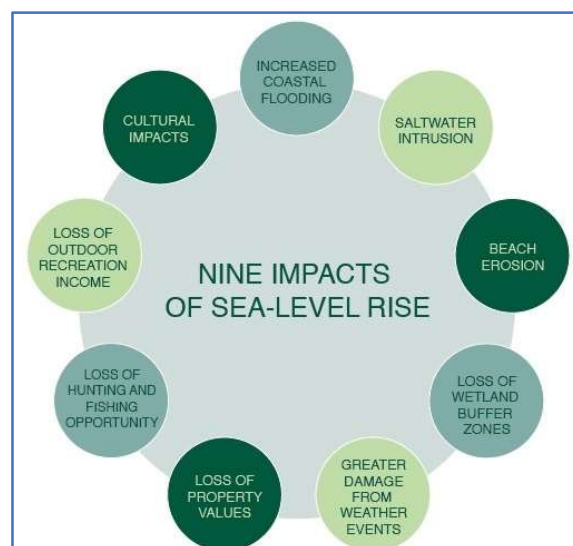 NINE IMPACTS
OF SEA-LEVEL RISE
INCREASED
COASTAL
FLOODING
SALTWATER
INTRUSION
BEACH
EROSION
LOSS OF
WETLAND
BUFFER
ZONES
GREATER
DAMAGE
FROM
WEATHER
EVENTS
LOSS OF
PROPERTY
VALUES
LOSS OF
HUNTING AND
FISHING
OPPORTUNITY
LOSS OF
OUTDOOR
RECREATION
INCOME
CULTURAL
IMPACTS